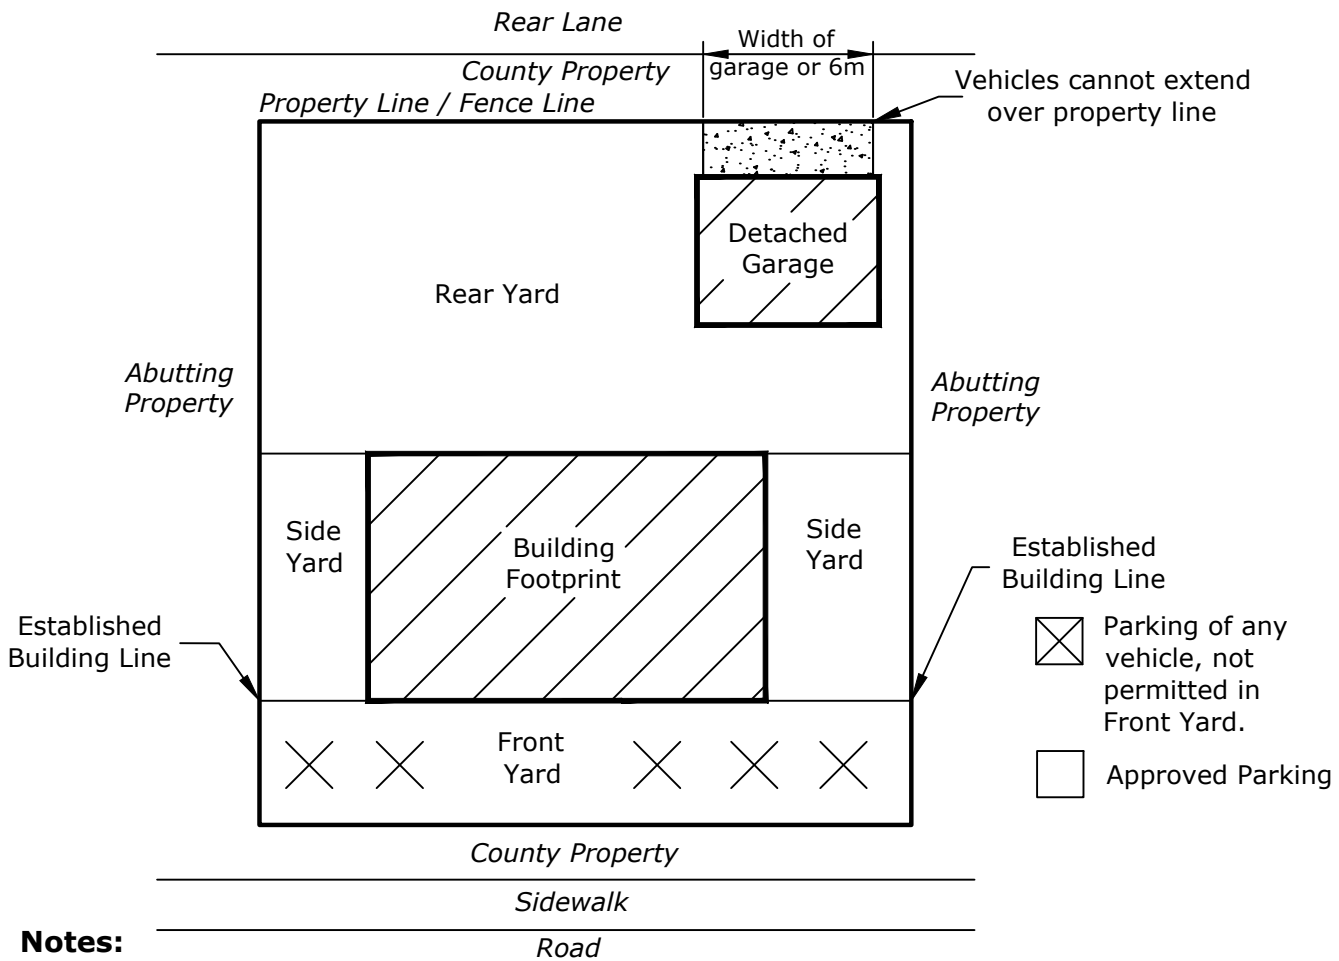 Rear Lane
Width of
garage or 6m
County Property
Property Line / Fence Line
Vehicles cannot extend
over property line
Detached
Garage
Rear Yard
Abutting
Property
Abutting
Property
Side
Yard
Building
Footprint
Side
Yard
Established
Building Line
Established
Building Line
Parking of any
vehicle, not
permitted in
Front Yard.
Front
Yard
Approved Parking
County Property
Sidewalk
Notes:
Road